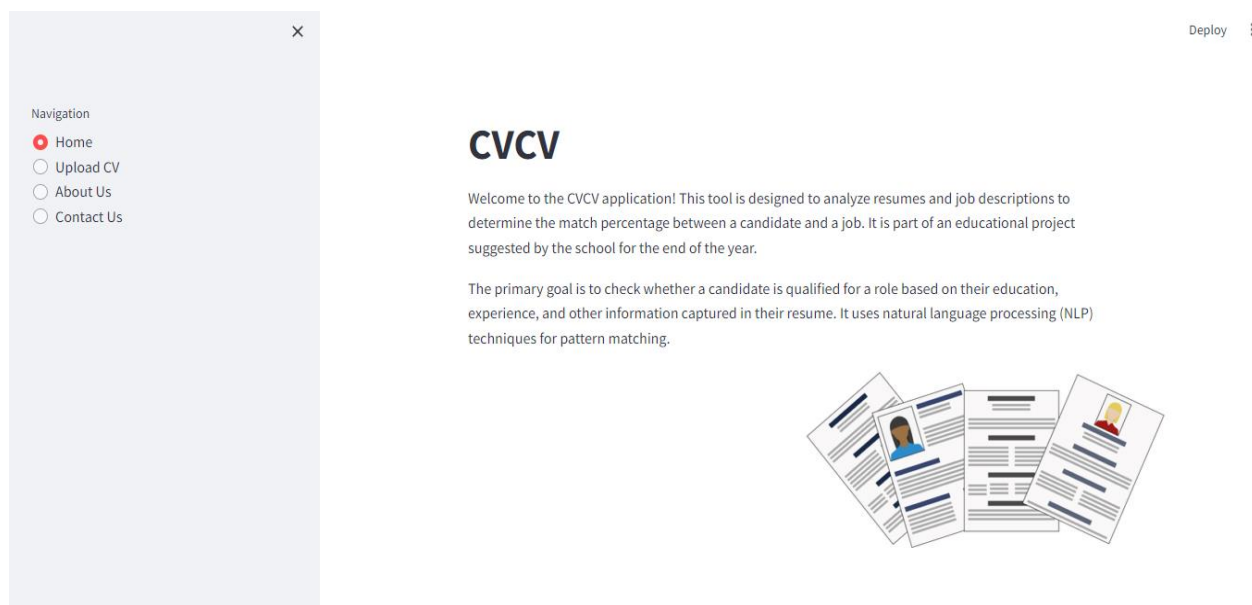 Deploy
Navigation
Home
Upload CV
About Us
Contact Us
CVCV
Welcome to the CVCV application! This tool is designed to analyze resumes and job descriptions to
determine the match percentage between a candidate and a job. It is part of an educational project
suggested by the school for the end of the year.
The primary goal is to check whether a candidate is qualified for a role based on their education,
experience, and other information captured in their resume. It uses natural language processing (NLP)
techniques for pattern matching.